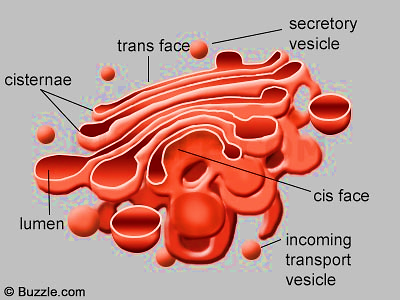 secretory
vesicle
trans face
cisternae
cis face
lumen
incoming
transport
vesicle
© Buzzle.com